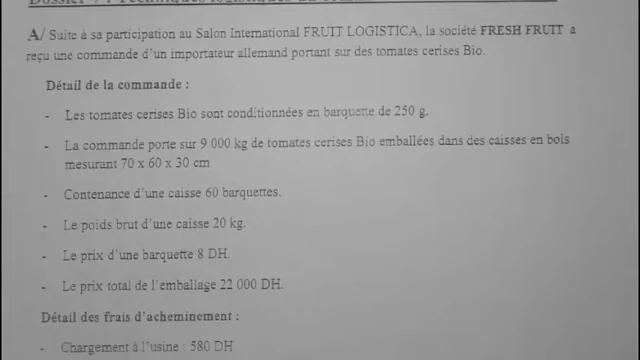 Dossier : Techniques logistiques du
A/ Suite à sa participation au Salon International FRUIT LOGISTICA, la société FRESH FRUIT a
reçu une commande d'un importateur allemand portant sur des tomates cerises Bio.
Détail de la commande :
- Les tomates cerises Bio sont conditionnées en barquette de 250 g.
- La commande porte sur 9 000 kg de tomates cerises Bio emballées dans des caisses en bois
mesurant 70 x 60 x 30 cm
- Contenance d'une caisse 60 barquettes.
- Le poids brut d'une caisse 20 kg.
- Le prix d'une barquette 8 DH.
- Le prix total de l'emballage 22 000 DH.
Détail des frais d'acheminement :
- Chargement à l'usine : 580 DH